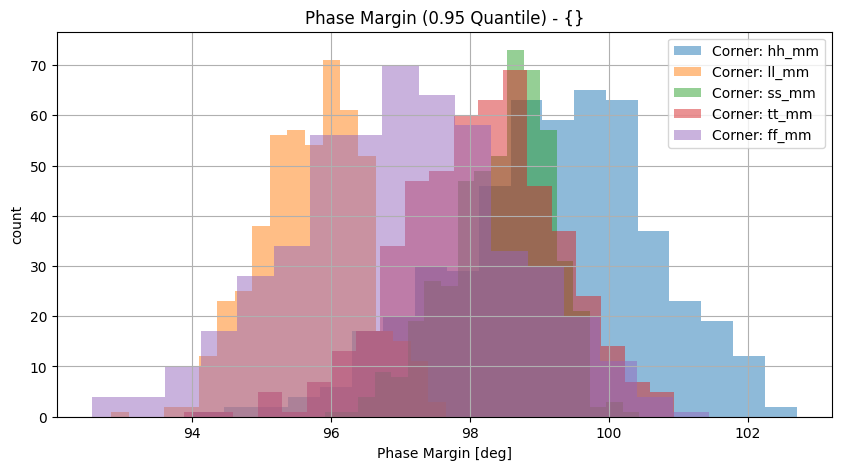 Phase Margin (0.95 Quantile) - {}
Corner: hh_mm
Corner: ll_mm
Corner: ss_mm
Corner: tt_mm
Corner: ff_mm
count
70
60
50
40
30
20
10
0
94 96 98 100 102
Phase Margin [deg]